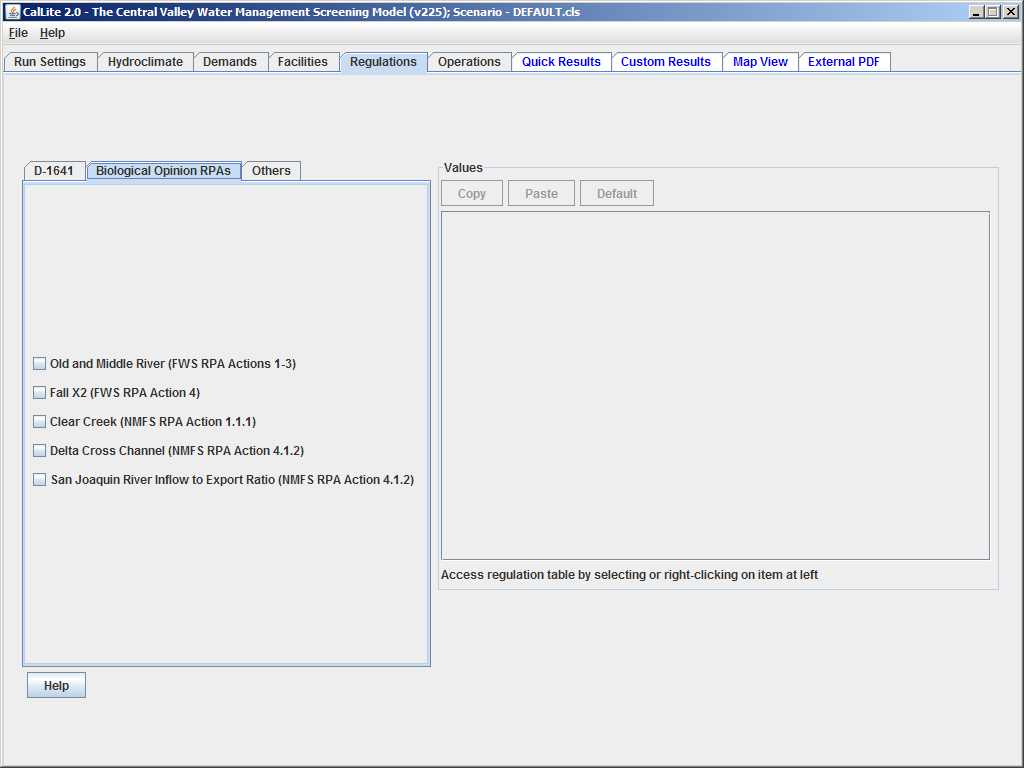 CalLite 2.0 - The Central Valley Water Management Screening Model (v225); Scenario - DEFAULT.cls
File Help
Run Settings Hydroclimate Demands Facilities Regulations Operations Quick Results Custom Results Map View External PDF
D-1641 Biological Opinion RPAs Others
Values
Copy Paste Default
Old and Middle River (FWS RPA Actions 1-3)
Fall X2 (FWS RPA Action 4)
Clear Creek (NMFS RPA Action 1.1.1)
Delta Cross Channel (NMFS RPA Action 4.1.2)
San Joaquin River Inflow to Export Ratio (NMFS RPA Action 4.1.2)
Access regulation table by selecting or right-clicking on item at left
Help